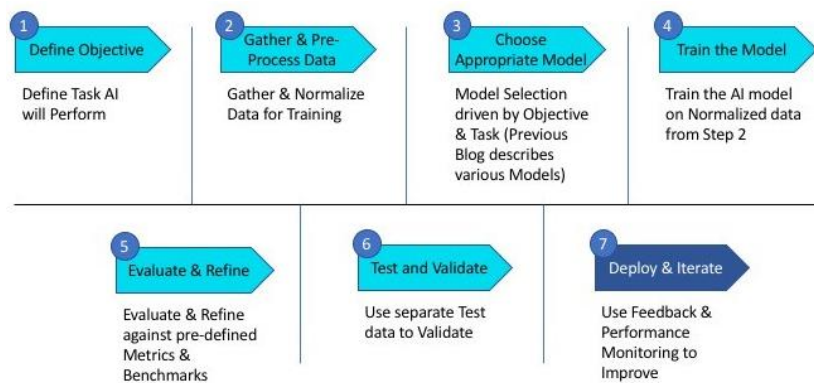 1
Define Objective
Define Task AI
will Perform
2
Gather & Pre-
Process Data
Gather & Normalize
Data for Training
3
Choose
Appropriate Model
Model Selection
driven by Objective
& Task (Previous
Blog describes
various Models)
4
Train the Model
Train the AI model
on Normalized data
from Step 2
5
Evaluate & Refine
Evaluate & Refine
against pre-defined
Metrics &
Benchmarks
6
Test and Validate
Use separate Test
data to Validate
7
Deploy & Iterate
Use Feedback &
Performance
Monitoring to
Improve